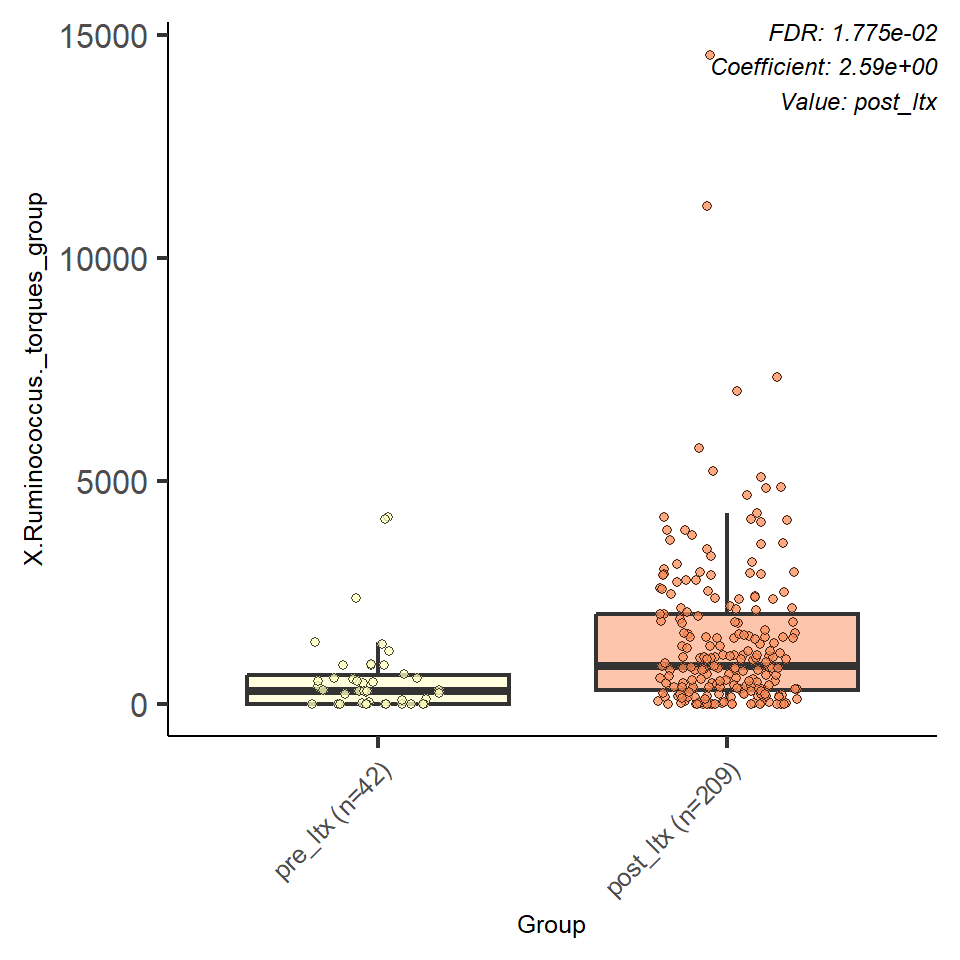 FDR: 1.775e-02
Coefficient: 2.59e+00
Value: post_ltx
15000
10000
5000
0
X.Ruminococcus._torques_group
pre_ltx (n=42)
post_ltx (n=209)
Group